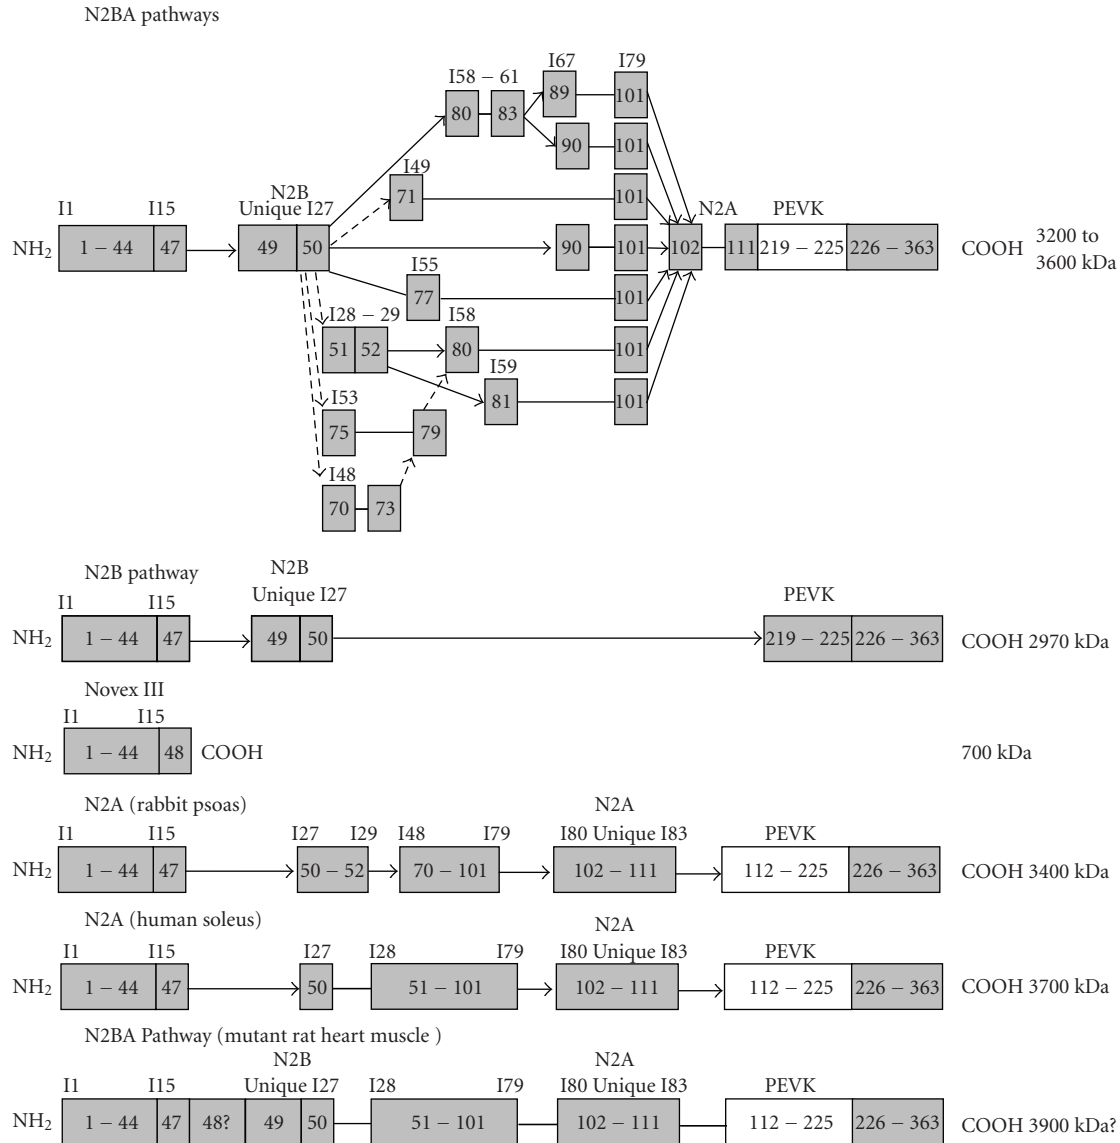 N2BA pathways
I67 I79
I58 – 61
89 101
80 83
90 101
I49
71 101
N2B
Unique I27
I1 I15 N2A PEVK
NH2 1 – 44 47 49 50 90 101 102 111 219 – 225 226 – 363 COOH 3200 to
3600 kDa
I55
77 101
I28 – 29 I58
51 52 80 101
I59
81 101
I53
75 79
I48
70 73
N2B pathway
N2B
Unique I27
I1 I15 PEVK
NH2 1 – 44 47 49 50 219 – 225 226 – 363 COOH 2970 kDa
Novex III
I1 I15
NH2 1 – 44 48 COOH 700 kDa
N2A (rabbit psoas)
N2A
I1 I15 I27 I29 I48 I79 I80 Unique I83 PEVK
NH2 1 – 44 47 50 – 52 70 – 101 102 – 111 112 – 225 226 – 363 COOH 3400 kDa
N2A (human soleus)
N2A
I1 I15 I27 I28 I79 I80 Unique I83 PEVK
NH2 1 – 44 47 50 51 – 101 102 – 111 112 – 225 226 – 363 COOH 3700 kDa
N2BA Pathway (mutant rat heart muscle )
N2B N2A
I1 I15 Unique I27 I28 I79 I80 Unique I83 PEVK
NH2 1 – 44 47 48? 49 50 51 – 101 102 – 111 112 – 225 226 – 363 COOH 3900 kDa?